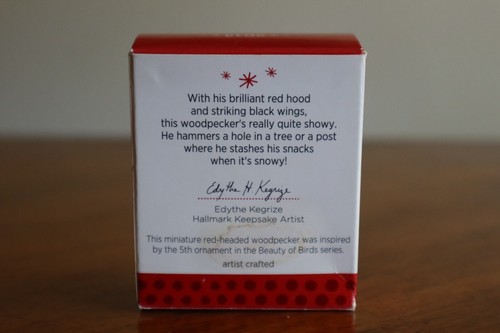 With his brilliant red hood
and striking black wings,
this woodpecker's really quite showy.
He hammers a hole in a tree or a post
where he stashes his snacks
when it's snowy!
Edythe H. Kegrize
Edythe Kegrize
Hallmark Keepsake Artist
This miniature red-headed woodpecker was inspired
by the 5th ornament in the Beauty of Birds series.
artist crafted